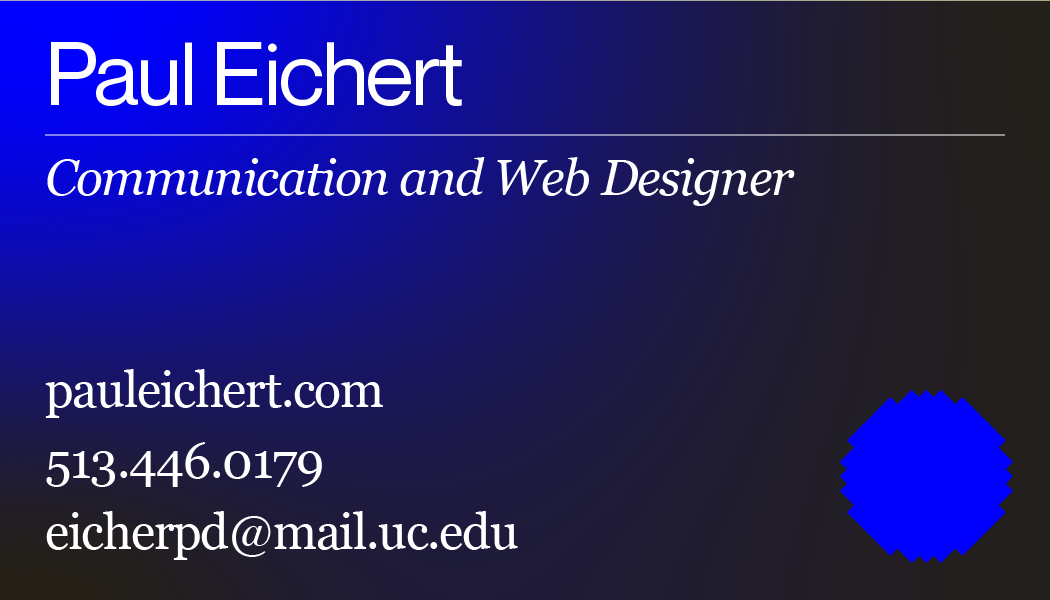 Paul Eichert
Communication and Web Designer
pauleichert.com
513.446.0179
eicherpd@mail.uc.edu